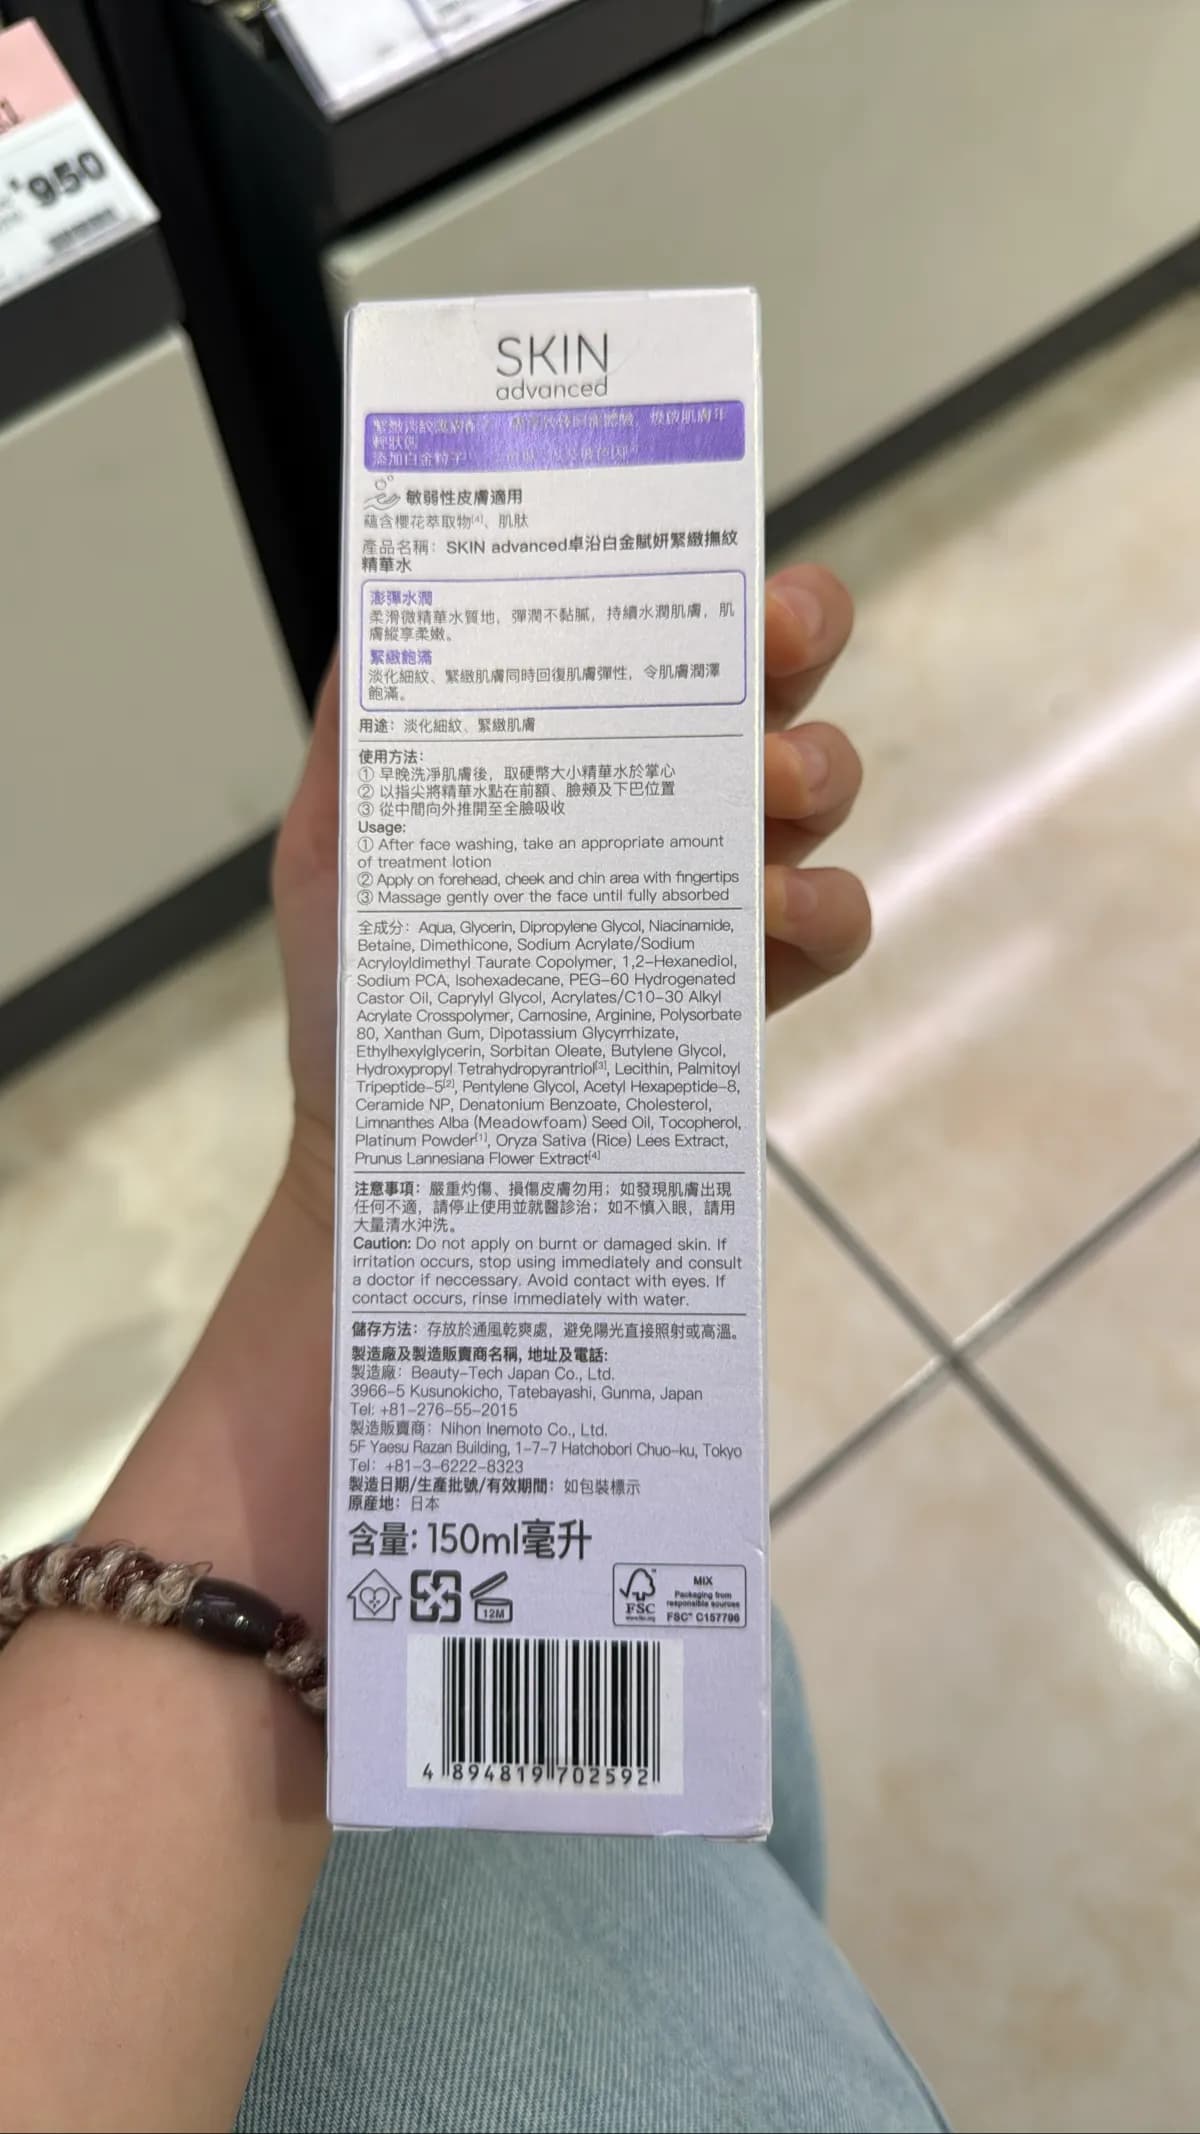 950
SKIN
advanced
敏弱性皮膚適用
蘊含櫻花萃取物[4]、肌肽
產品名稱：SKIN advanced卓沿白金賦妍緊緻撫紋
精華水
澎彈水潤
柔滑微精華水質地，彈潤不黏膩，持續水潤肌膚，肌
膚縱享柔嫩。
緊緻飽滿
淡化細紋、緊緻肌膚同時回復肌膚彈性，令肌膚潤澤
飽滿。
用途：淡化細紋、緊緻肌膚
使用方法：
① 早晚洗淨肌膚後，取硬幣大小精華水於掌心
② 以指尖將精華水點在前額、臉頰及下巴位置
③ 從中間向外推開至全臉吸收
Usage:
① After face washing, take an appropriate amount
of treatment lotion
② Apply on forehead, cheek and chin area with fingertips
③ Massage gently over the face until fully absorbed
全成分：Aqua, Glycerin, Dipropylene Glycol, Niacinamide,
Betaine, Dimethicone, Sodium Acrylate/Sodium
Acryloyldimethyl Taurate Copolymer, 1,2-Hexanediol,
Sodium PCA, Isohexadecane, PEG-60 Hydrogenated
Castor Oil, Caprylyl Glycol, Acrylates/C10-30 Alkyl
Acrylate Crosspolymer, Carnosine, Arginine, Polysorbate
80, Xanthan Gum, Dipotassium Glycyrrhizate,
Ethylhexylglycerin, Sorbitan Oleate, Butylene Glycol,
Hydroxypropyl Tetrahydropyrantriol[3], Lecithin, Palmitoyl
Tripeptide-5[2], Pentylene Glycol, Acetyl Hexapeptide-8,
Ceramide NP, Denatonium Benzoate, Cholesterol,
Limnanthes Alba (Meadowfoam) Seed Oil, Tocopherol,
Platinum Powder[1], Oryza Sativa (Rice) Lees Extract,
Prunus Lannesiana Flower Extract[4]
注意事項：嚴重灼傷、損傷皮膚勿用；如發現肌膚出現
任何不適，請停止使用並就醫診治；如不慎入眼，請用
大量清水沖洗。
Caution: Do not apply on burnt or damaged skin. If
irritation occurs, stop using immediately and consult
a doctor if neccessary. Avoid contact with eyes. If
contact occurs, rinse immediately with water.
儲存方法：存放於通風乾爽處，避免陽光直接照射或高溫。
製造廠及製造販賣商名稱, 地址及電話:
製造廠：Beauty-Tech Japan Co., Ltd.
3966-5 Kusunokicho, Tatebayashi, Gunma, Japan
Tel: +81-276-55-2015
製造販賣商：Nihon Inemoto Co., Ltd.
5F Yaesu Razan Building, 1-7-7 Hatchobori Chuo-ku, Tokyo
Tel: +81-3-6222-8323
製造日期/生產批號/有效期間：如包裝標示
原產地：日本
含量: 150ml毫升
12M
FSC
www.fsc.org
MIX
Packaging from
responsible sources
FSC® C157796
4 894819 702592